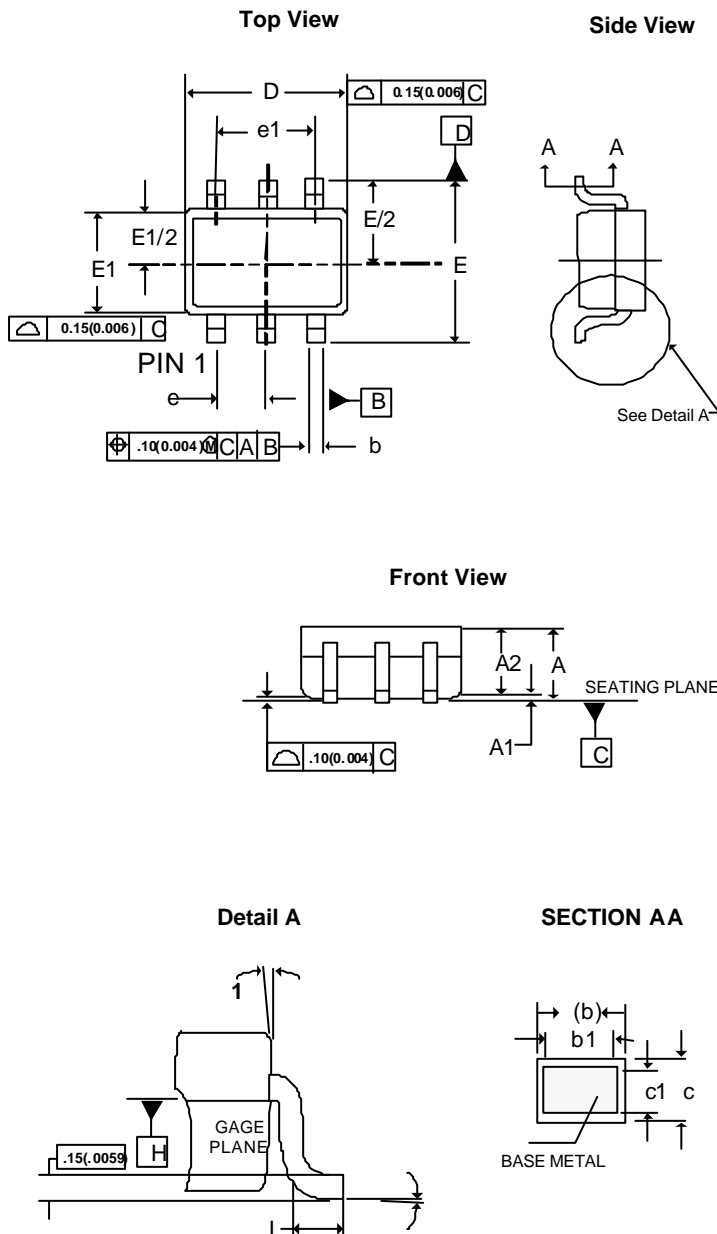 Top View
Side View
D
0.15(0.006) C
e1
D
A A
E1/2
E/2
E1
E
0.15(0.006) C
PIN 1
e
B
See Detail A
.10(0.004) M C A B
b
Front View
A2 A
SEATING PLANE
A1
.10(0.004) C
C
Detail A
SECTION AA
1
(b)
b1
c1 c
GAGE
PLANE
.15(.0059) H
BASE METAL